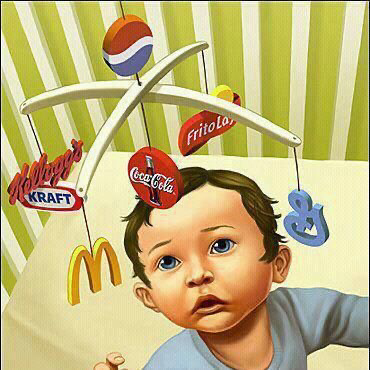 FritoLay
Kellogg's
KRAFT
Coca-Cola
M
G